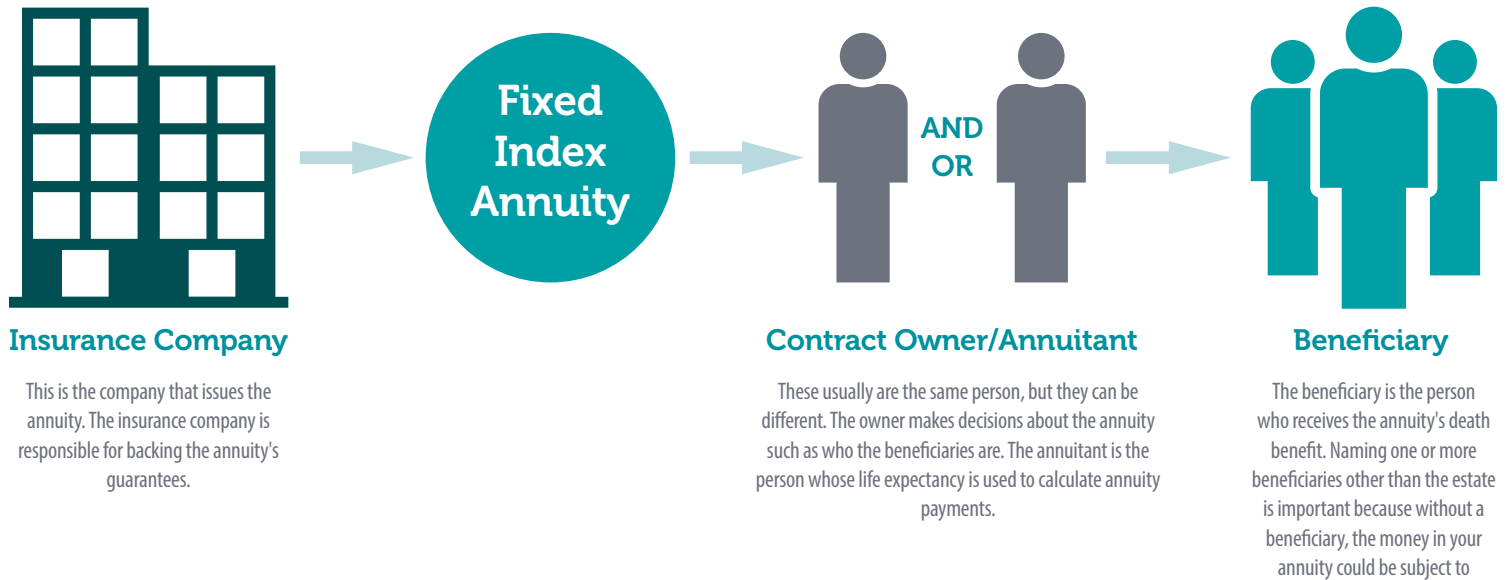 Fixed
Index
Annuity
AND
OR
Insurance Company
This is the company that issues the
annuity. The insurance company is
responsible for backing the annuity's
guarantees.
Contract Owner/Annuitant
These usually are the same person, but they can be
different. The owner makes decisions about the annuity
such as who the beneficiaries are. The annuitant is the
person whose life expectancy is used to calculate annuity
payments.
Beneficiary
The beneficiary is the person
who receives the annuity's death
benefit. Naming one or more
beneficiaries other than the estate
is important because without a
beneficiary, the money in your
annuity could be subject to